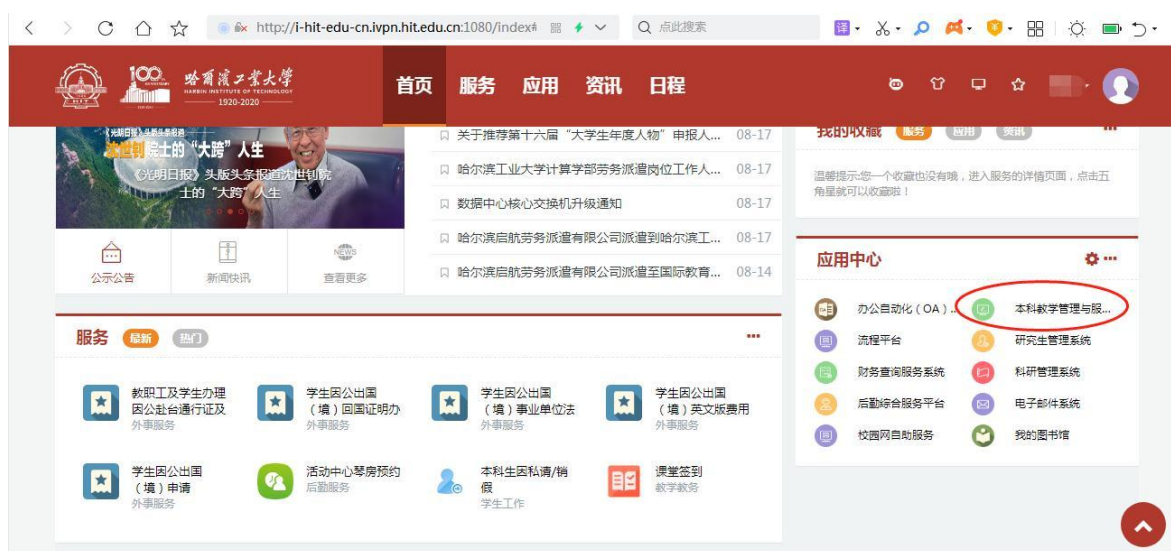 http://i-hit-edu-cn.ivpn.hit.edu.cn:1080/index#
点此搜索
译
100
哈尔滨工业大学
HARBIN INSTITUTE OF TECHNOLOGY
1920-2020
首页 服务 应用 资讯 日程
《光明日报》头版头条报道
沈世钊院士的“大跨”人生
《光明日报》头版头条报道沈世钊院
士的“大跨”人生
公示公告
新闻快讯
NEWS
查看更多
关于推荐第十六届“大学生年度人物”申报人... 08-17
哈尔滨工业大学计算学部劳务派遣岗位工作人... 08-17
数据中心核心交换机升级通知 08-17
哈尔滨启航劳务派遣有限公司派遣到哈尔滨工... 08-17
哈尔滨启航劳务派遣有限公司派遣至国际教育... 08-14
我的收藏 服务 应用 资讯
温馨提示:您一个收藏也没有哦，进入服务的详情页面，点击五
角星就可以收藏啦！
应用中心
办公自动化（OA）...
本科教学管理与服...
流程平台
研究生管理系统
财务查询服务系统
科研管理系统
后勤综合服务平台
电子邮件系统
校园网自助服务
我的图书馆
服务 最新 热门
教职工及学生办理
因公赴台通行证及
外事服务
学生因公出国
（境）回国证明办
外事服务
学生因公出国
（境）事业单位法
外事服务
学生因公出国
（境）英文版费用
外事服务
学生因公出国
（境）申请
外事服务
活动中心琴房预约
后勤服务
本科生因私请/销
假
学生工作
课堂签到
教学教务